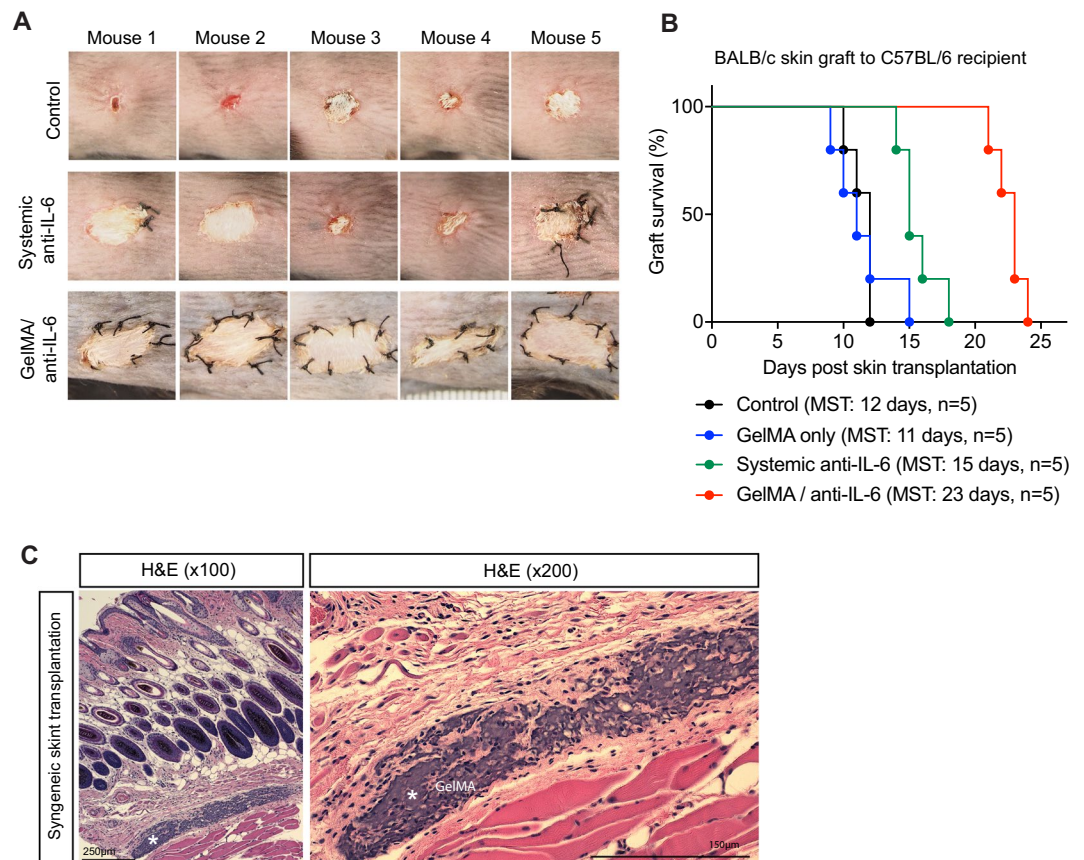 A
Mouse 1 Mouse 2 Mouse 3 Mouse 4 Mouse 5
Control
Systemic
anti-IL-6
GelMA/
anti-IL-6
B
BALB/c skin graft to C57BL/6 recipient
Graft survival (%)
100
50
0
0 5 10 15 20 25
Days post skin transplantation
Control (MST: 12 days, n=5)
GelMA only (MST: 11 days, n=5)
Systemic anti-IL-6 (MST: 15 days, n=5)
GelMA / anti-IL-6 (MST: 23 days, n=5)
C
H&E (x100) H&E (x200)
Syngeneic skint transplantation
*
250µm
* GelMA
150µm